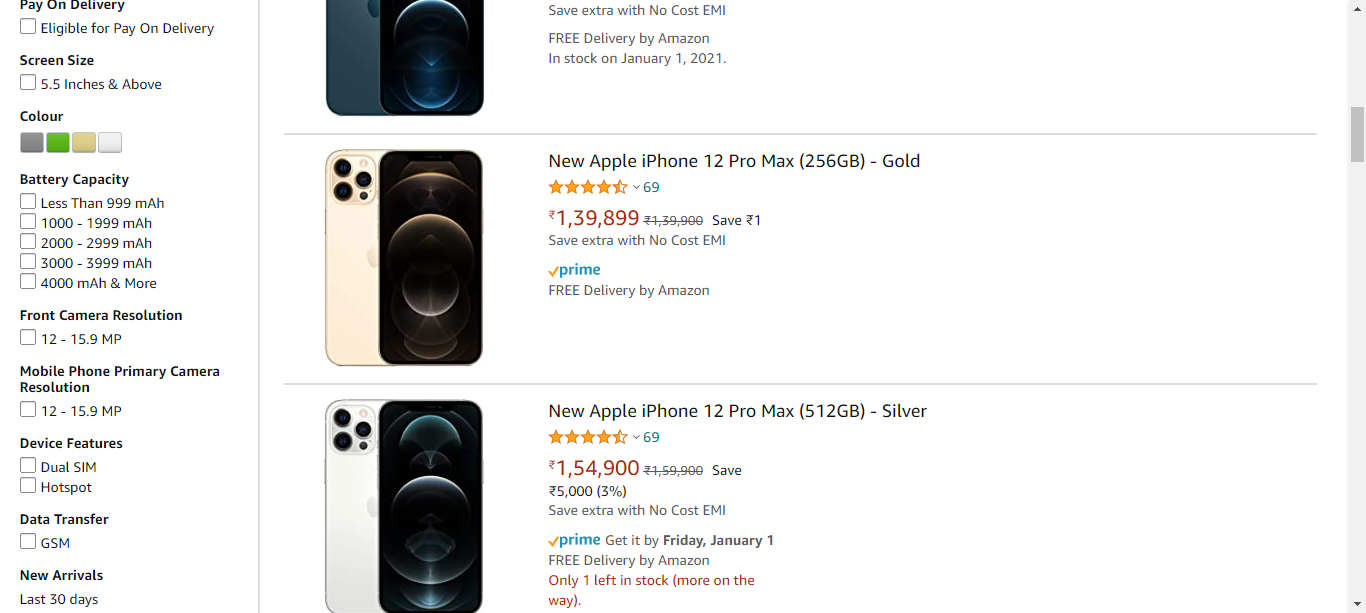 Pay On Delivery
Eligible for Pay On Delivery
Screen Size
5.5 Inches & Above
Colour
Battery Capacity
Less Than 999 mAh
1000 - 1999 mAh
2000 - 2999 mAh
3000 - 3999 mAh
4000 mAh & More
Front Camera Resolution
12 - 15.9 MP
Mobile Phone Primary Camera
Resolution
12 - 15.9 MP
Device Features
Dual SIM
Hotspot
Data Transfer
GSM
New Arrivals
Last 30 days
Save extra with No Cost EMI
FREE Delivery by Amazon
In stock on January 1, 2021.
New Apple iPhone 12 Pro Max (256GB) - Gold
69
₹1,39,899 ₹1,39,900 Save ₹1
Save extra with No Cost EMI
prime
FREE Delivery by Amazon
New Apple iPhone 12 Pro Max (512GB) - Silver
69
₹1,54,900 ₹1,59,900 Save
₹5,000 (3%)
Save extra with No Cost EMI
prime Get it by Friday, January 1
FREE Delivery by Amazon
Only 1 left in stock (more on the
way).